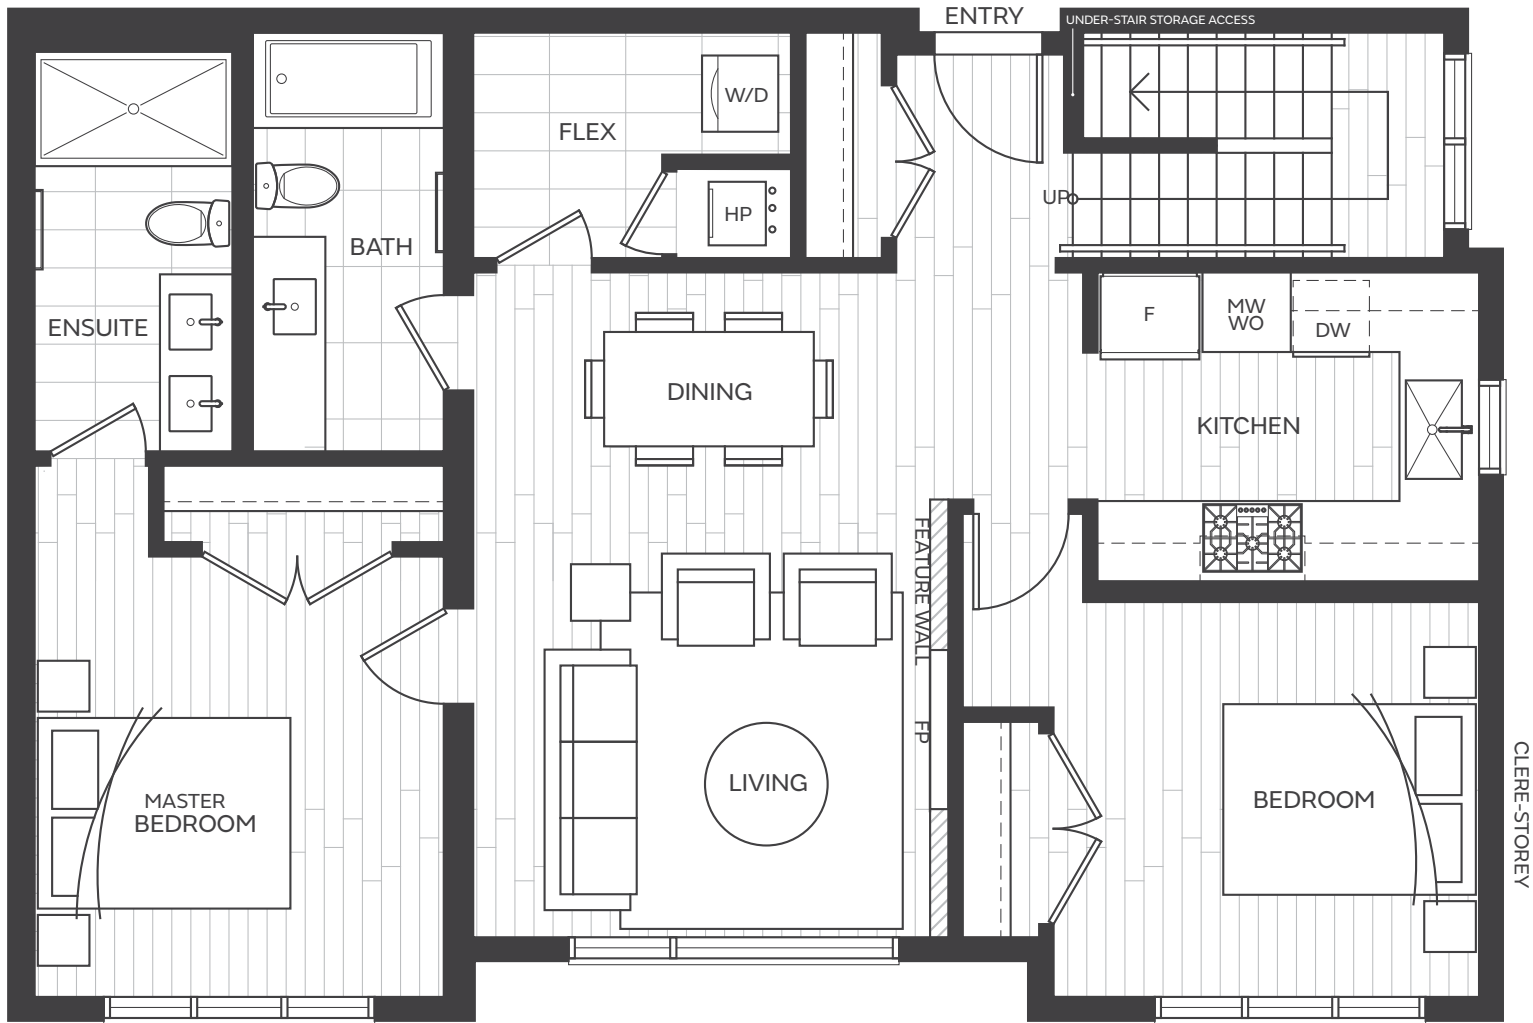 ENTRY
UNDER-STAIR STORAGE ACCESS
W/D
FLEX
UP
HP
BATH
ENSUITE
F
MW
WO
DW
DINING
KITCHEN
FEATURE WALL
FP
LIVING
MASTER
BEDROOM
BEDROOM
CLERE-STOREY